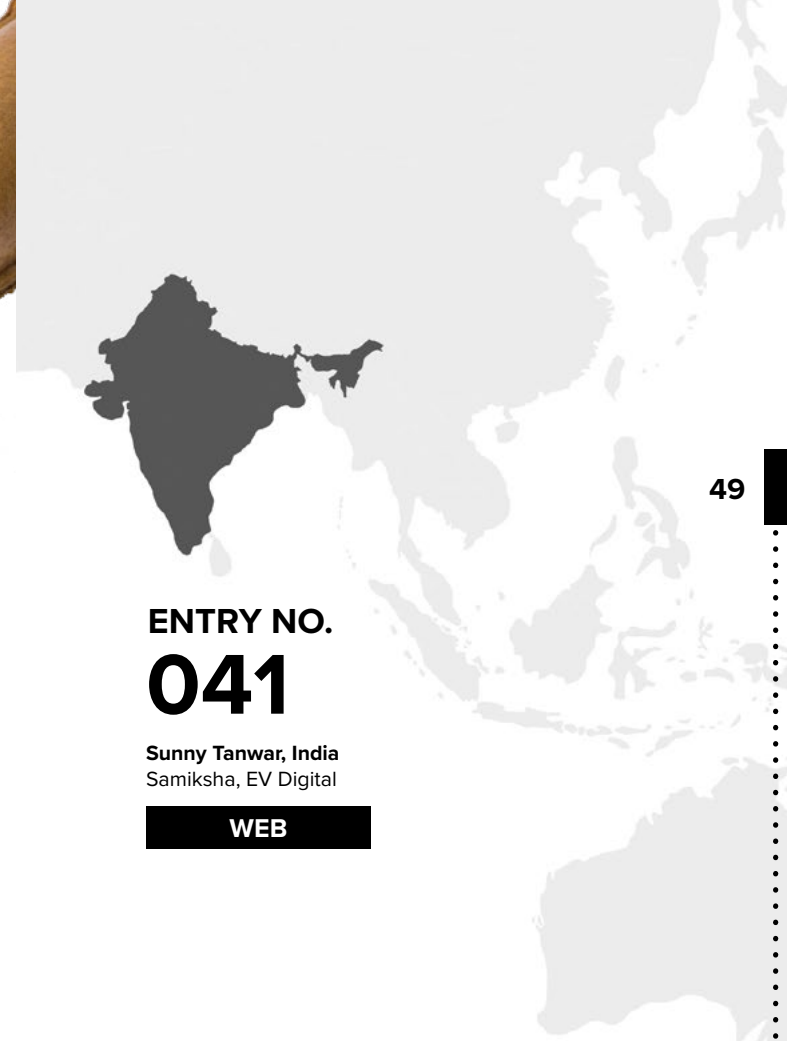 49
ENTRY NO.
041
Sunny Tanwar, India
Samiksha, EV Digital
WEB